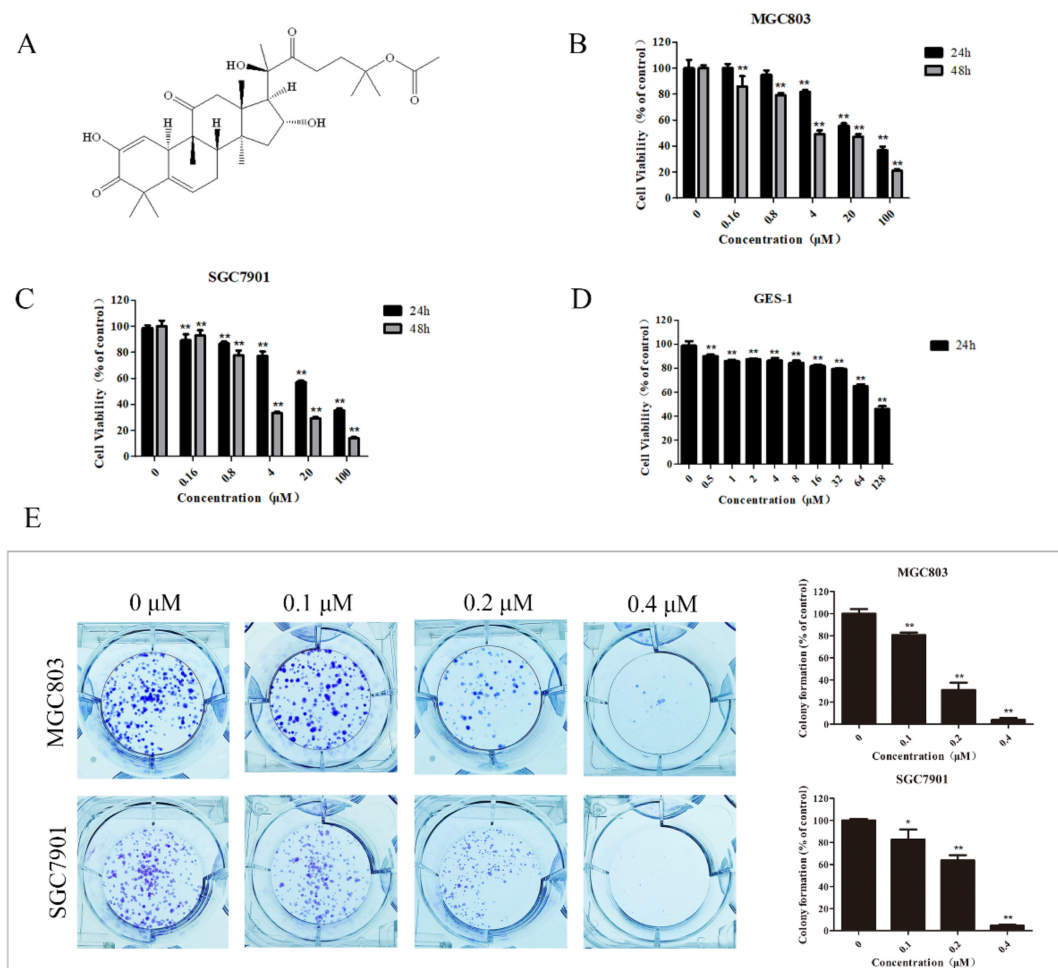 A
O
HO
O
O
O
O
H
H
OH
HO
H
O
B
MGC803
Cell Viability (% of control)
120
100
80
60
40
20
0
** ** ** ** ** ** ** **
24h
48h
0 0.16 0.8 4 20 100
Concentration (μM)
C
SGC7901
Cell Viability (% of control)
120
100
80
60
40
20
0
** ** ** ** ** ** ** ** ** **
24h
48h
0 0.16 0.8 4 20 100
Concentration (μM)
D
GES-1
Cell Viability (% of control)
120
100
80
60
40
20
0
** ** ** ** ** ** ** ** **
24h
0 0.5 1 2 4 8 16 32 64 128
Concentration (μM)
E
0 μM 0.1 μM 0.2 μM 0.4 μM
MGC803
SGC7901
MGC803
Colony formation (% of control)
120
100
80
60
40
20
0
** ** **
0 0.1 0.2 0.4
Concentration (μM)
SGC7901
Colony formation (% of control)
120
100
80
60
40
20
0
* ** **
0 0.1 0.2 0.4
Concentration (μM)